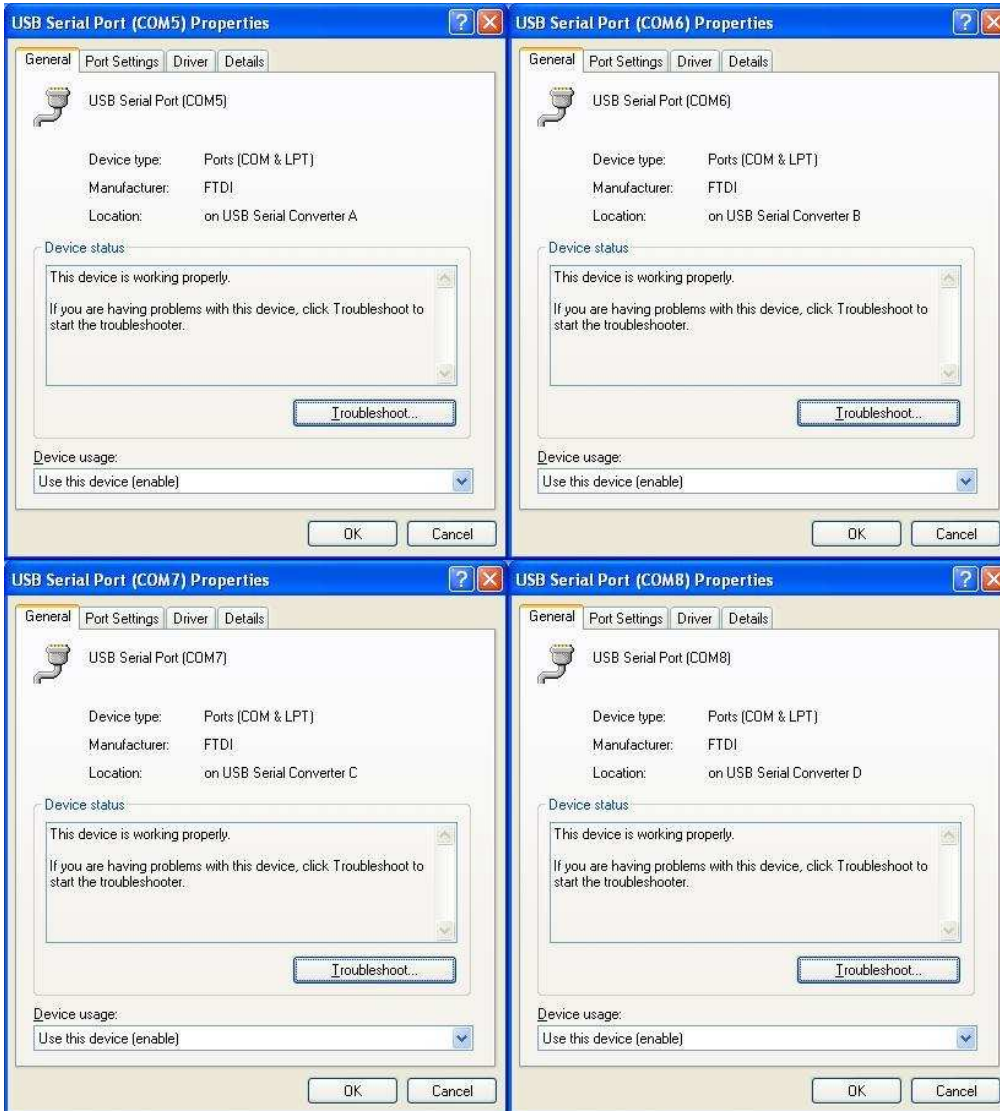 USB Serial Port (COM5) Properties
General Port Settings Driver Details
USB Serial Port (COM5)
Device type: Ports (COM & LPT)
Manufacturer: FTDI
Location: on USB Serial Converter A
Device status
This device is working properly.
If you are having problems with this device, click Troubleshoot to
start the troubleshooter.
Troubleshoot...
Device usage:
Use this device (enable)
OK Cancel
USB Serial Port (COM6) Properties
General Port Settings Driver Details
USB Serial Port (COM6)
Device type: Ports (COM & LPT)
Manufacturer: FTDI
Location: on USB Serial Converter B
Device status
This device is working properly.
If you are having problems with this device, click Troubleshoot to
start the troubleshooter.
Troubleshoot...
Device usage:
Use this device (enable)
OK Cancel
USB Serial Port (COM7) Properties
General Port Settings Driver Details
USB Serial Port (COM7)
Device type: Ports (COM & LPT)
Manufacturer: FTDI
Location: on USB Serial Converter C
Device status
This device is working properly.
If you are having problems with this device, click Troubleshoot to
start the troubleshooter.
Troubleshoot...
Device usage:
Use this device (enable)
OK Cancel
USB Serial Port (COM8) Properties
General Port Settings Driver Details
USB Serial Port (COM8)
Device type: Ports (COM & LPT)
Manufacturer: FTDI
Location: on USB Serial Converter D
Device status
This device is working properly.
If you are having problems with this device, click Troubleshoot to
start the troubleshooter.
Troubleshoot...
Device usage:
Use this device (enable)
OK Cancel